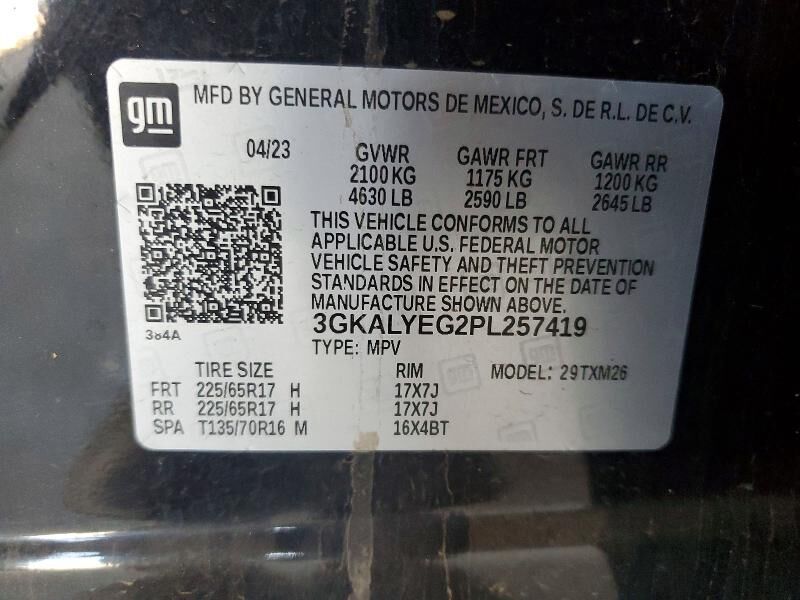 gm
MFD BY GENERAL MOTORS DE MEXICO, S. DE R.L. DE C.V.
04/23 GVWR GAWR FRT GAWR RR
2100 KG 1175 KG 1200 KG
4630 LB 2590 LB 2645 LB
THIS VEHICLE CONFORMS TO ALL
APPLICABLE U.S. FEDERAL MOTOR
VEHICLE SAFETY AND THEFT PREVENTION
STANDARDS IN EFFECT ON THE DATE OF
MANUFACTURE SHOWN ABOVE.
384A
3GKALYEG2PL257419
TYPE: MPV
TIRE SIZE RIM MODEL: 29TXM26
FRT 225/65R17 H 17X7J
RR 225/65R17 H 17X7J
SPA T135/70R16 M 16X4BT